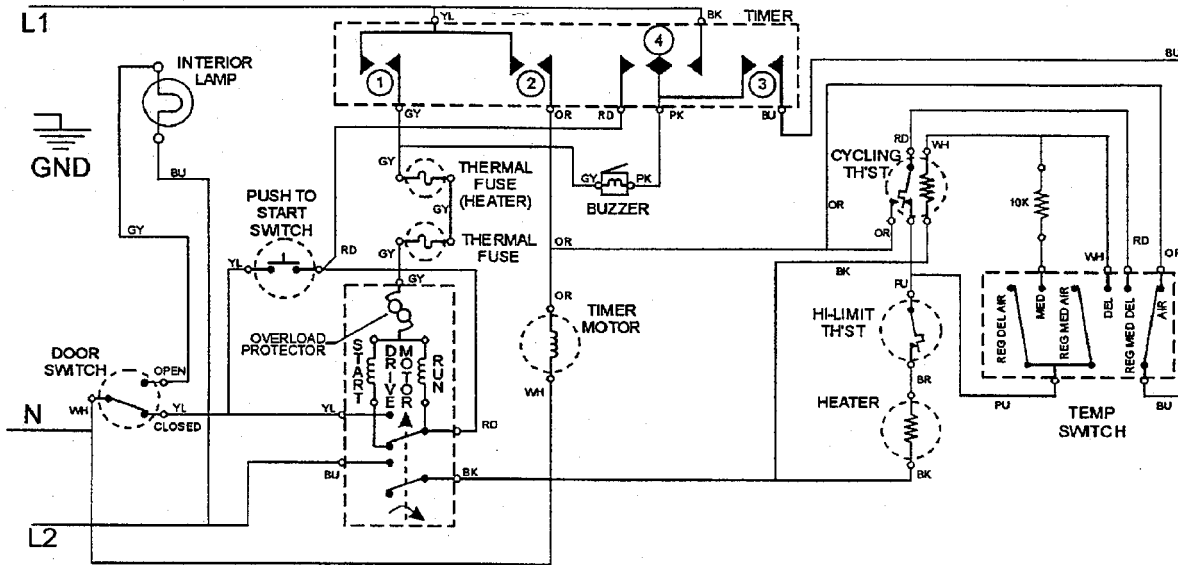 L1
YL
BK
TIMER
4
1
2
3
BU
INTERIOR
LAMP
GND
GY
OR
RD
PK
BU
RD
WH
CYCLING
TH'ST
GY
THERMAL
FUSE
(HEATER)
GY
PK
BUZZER
BU
PUSH TO
START
SWITCH
GY
10K
OR
OR
GY
RD
THERMAL
FUSE
GY
OR
RD
OR
YL
BK
WH
GY
PU
OR
TIMER
MOTOR
HI-LIMIT
TH'ST
REG DEL AIR
MED
REG MED AIR
DEL
REG MED DEL
AIR
OVERLOAD
PROTECTOR
START
DRIVE
MOTOR
RUN
DOOR
SWITCH
OPEN
WH
BR
WH
YL
CLOSED
YL
HEATER
PU
BU
N
RD
TEMP
SWITCH
BU
BK
BK
L2